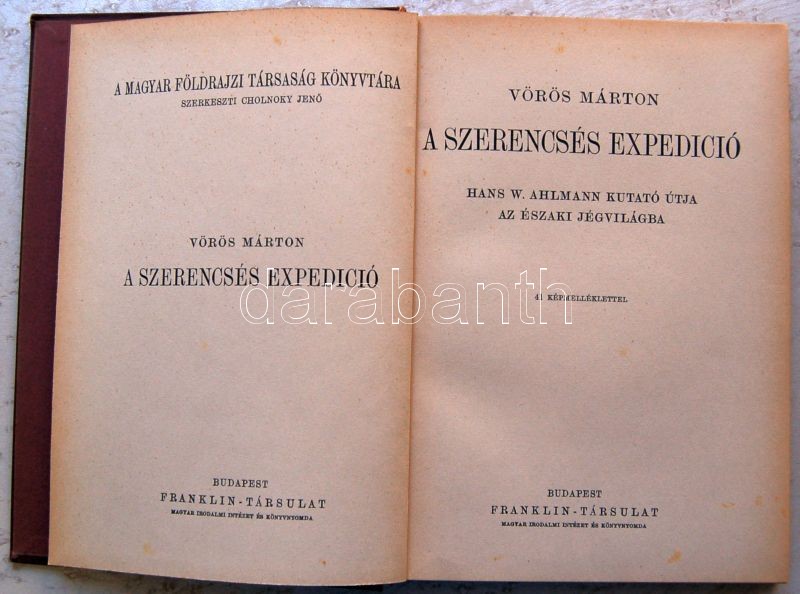 A MAGYAR FÖLDRAJZI TÁRSASÁG KÖNYVTÁRA
SZERKESZTI CHOLNOKY JENŐ
VÖRÖS MÁRTON
A SZERENCSÉS EXPEDICIÓ
BUDAPEST
FRANKLIN-TÁRSULAT
MAGYAR IRODALMI INTÉZET ÉS KÖNYVNYOMDA
VÖRÖS MÁRTON
A SZERENCSÉS EXPEDICIÓ
HANS W. AHLMANN KUTATÓ ÚTJA
AZ ÉSZAKI JÉGVILÁGBA
41 KÉPMELLÉKLETTEL
BUDAPEST
FRANKLIN-TÁRSULAT
MAGYAR IRODALMI INTÉZET ÉS KÖNYVNYOMDA
darabanth